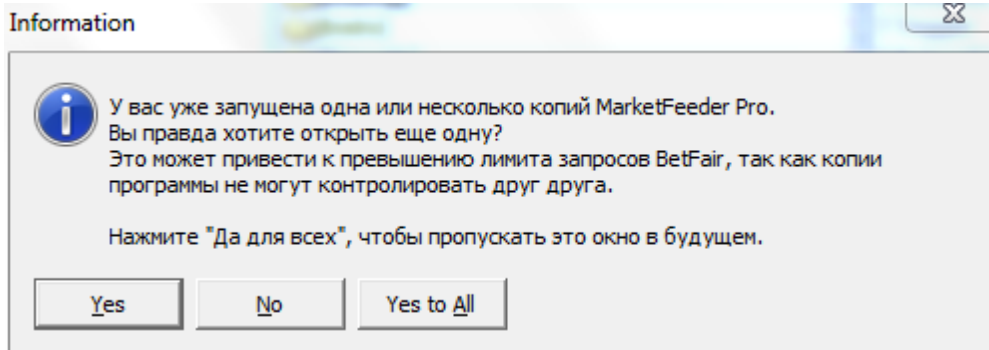 Information
У вас уже запущена одна или несколько копий MarketFeeder Pro.
Вы правда хотите открыть еще одну?
Это может привести к превышению лимита запросов BetFair, так как копии
программы не могут контролировать друг друга.
Нажмите "Да для всех", чтобы пропускать это окно в будущем.
Yes No Yes to All